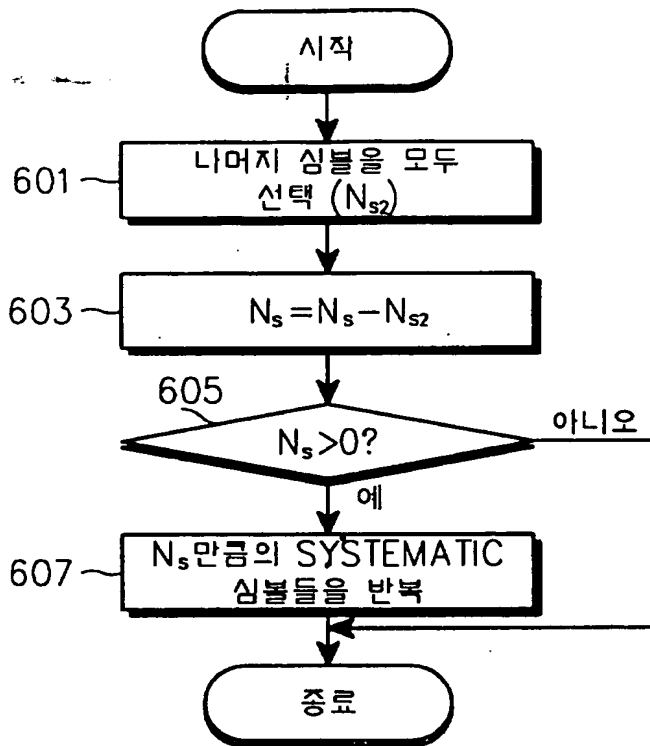 시작
601
나머지 심볼을 모두
선택 (Ns2)
603
Ns=Ns-Ns2
605
Ns>0?
아니오
예
607
Ns만큼의 SYSTEMATIC
심볼들을 반복
종료